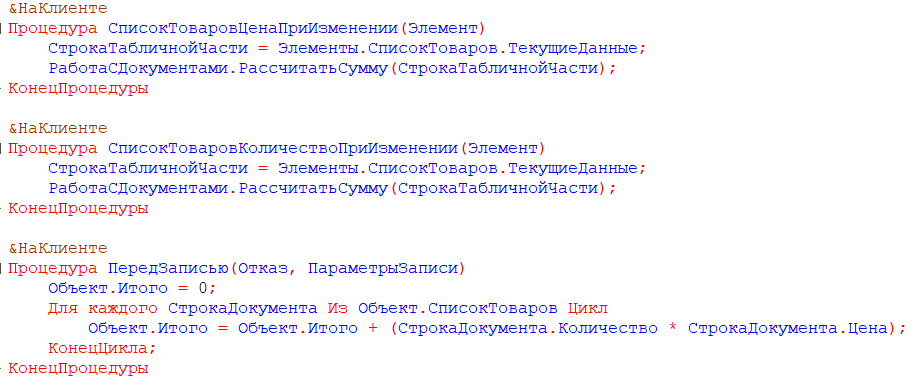 &НаКлиенте
Процедура СписокТоваровЦенаПриИзменении(Элемент)
СтрокаТабличнойЧасти = Элементы.СписокТоваров.ТекущиеДанные;
РаботаСДокументами.РассчитатьСумму(СтрокаТабличнойЧасти);
КонецПроцедуры
&НаКлиенте
Процедура СписокТоваровКоличествоПриИзменении(Элемент)
СтрокаТабличнойЧасти = Элементы.СписокТоваров.ТекущиеДанные;
РаботаСДокументами.РассчитатьСумму(СтрокаТабличнойЧасти);
КонецПроцедуры
&НаКлиенте
Процедура ПередЗаписью(Отказ, ПараметрыЗаписи)
Объект.Итого = 0;
Для каждого СтрокаДокумента Из Объект.СписокТоваров Цикл
Объект.Итого = Объект.Итого + (СтрокаДокумента.Количество * СтрокаДокумента.Цена);
КонецЦикла;
КонецПроцедуры